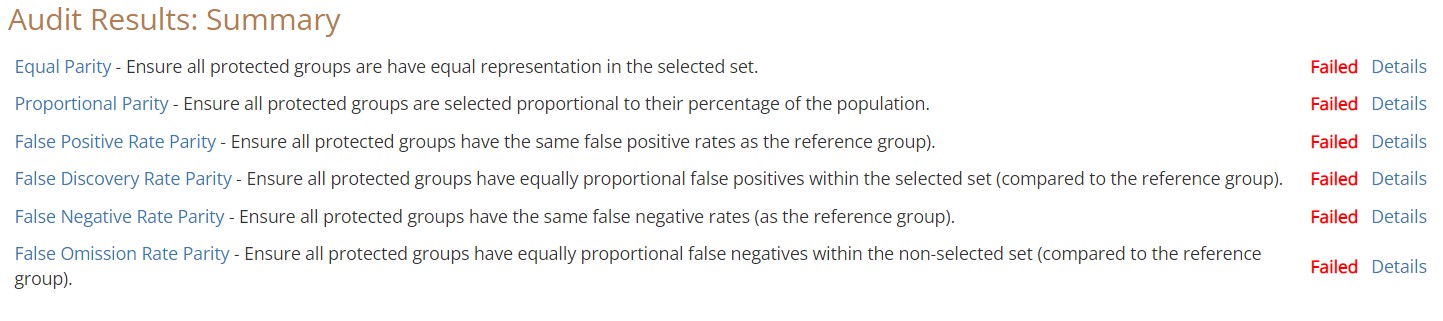 Audit Results: Summary
Equal Parity - Ensure all protected groups are have equal representation in the selected set. Failed Details
Proportional Parity - Ensure all protected groups are selected proportional to their percentage of the population. Failed Details
False Positive Rate Parity - Ensure all protected groups have the same false positive rates as the reference group). Failed Details
False Discovery Rate Parity - Ensure all protected groups have equally proportional false positives within the selected set (compared to the reference group). Failed Details
False Negative Rate Parity - Ensure all protected groups have the same false negative rates (as the reference group). Failed Details
False Omission Rate Parity - Ensure all protected groups have equally proportional false negatives within the non-selected set (compared to the reference
group). Failed Details